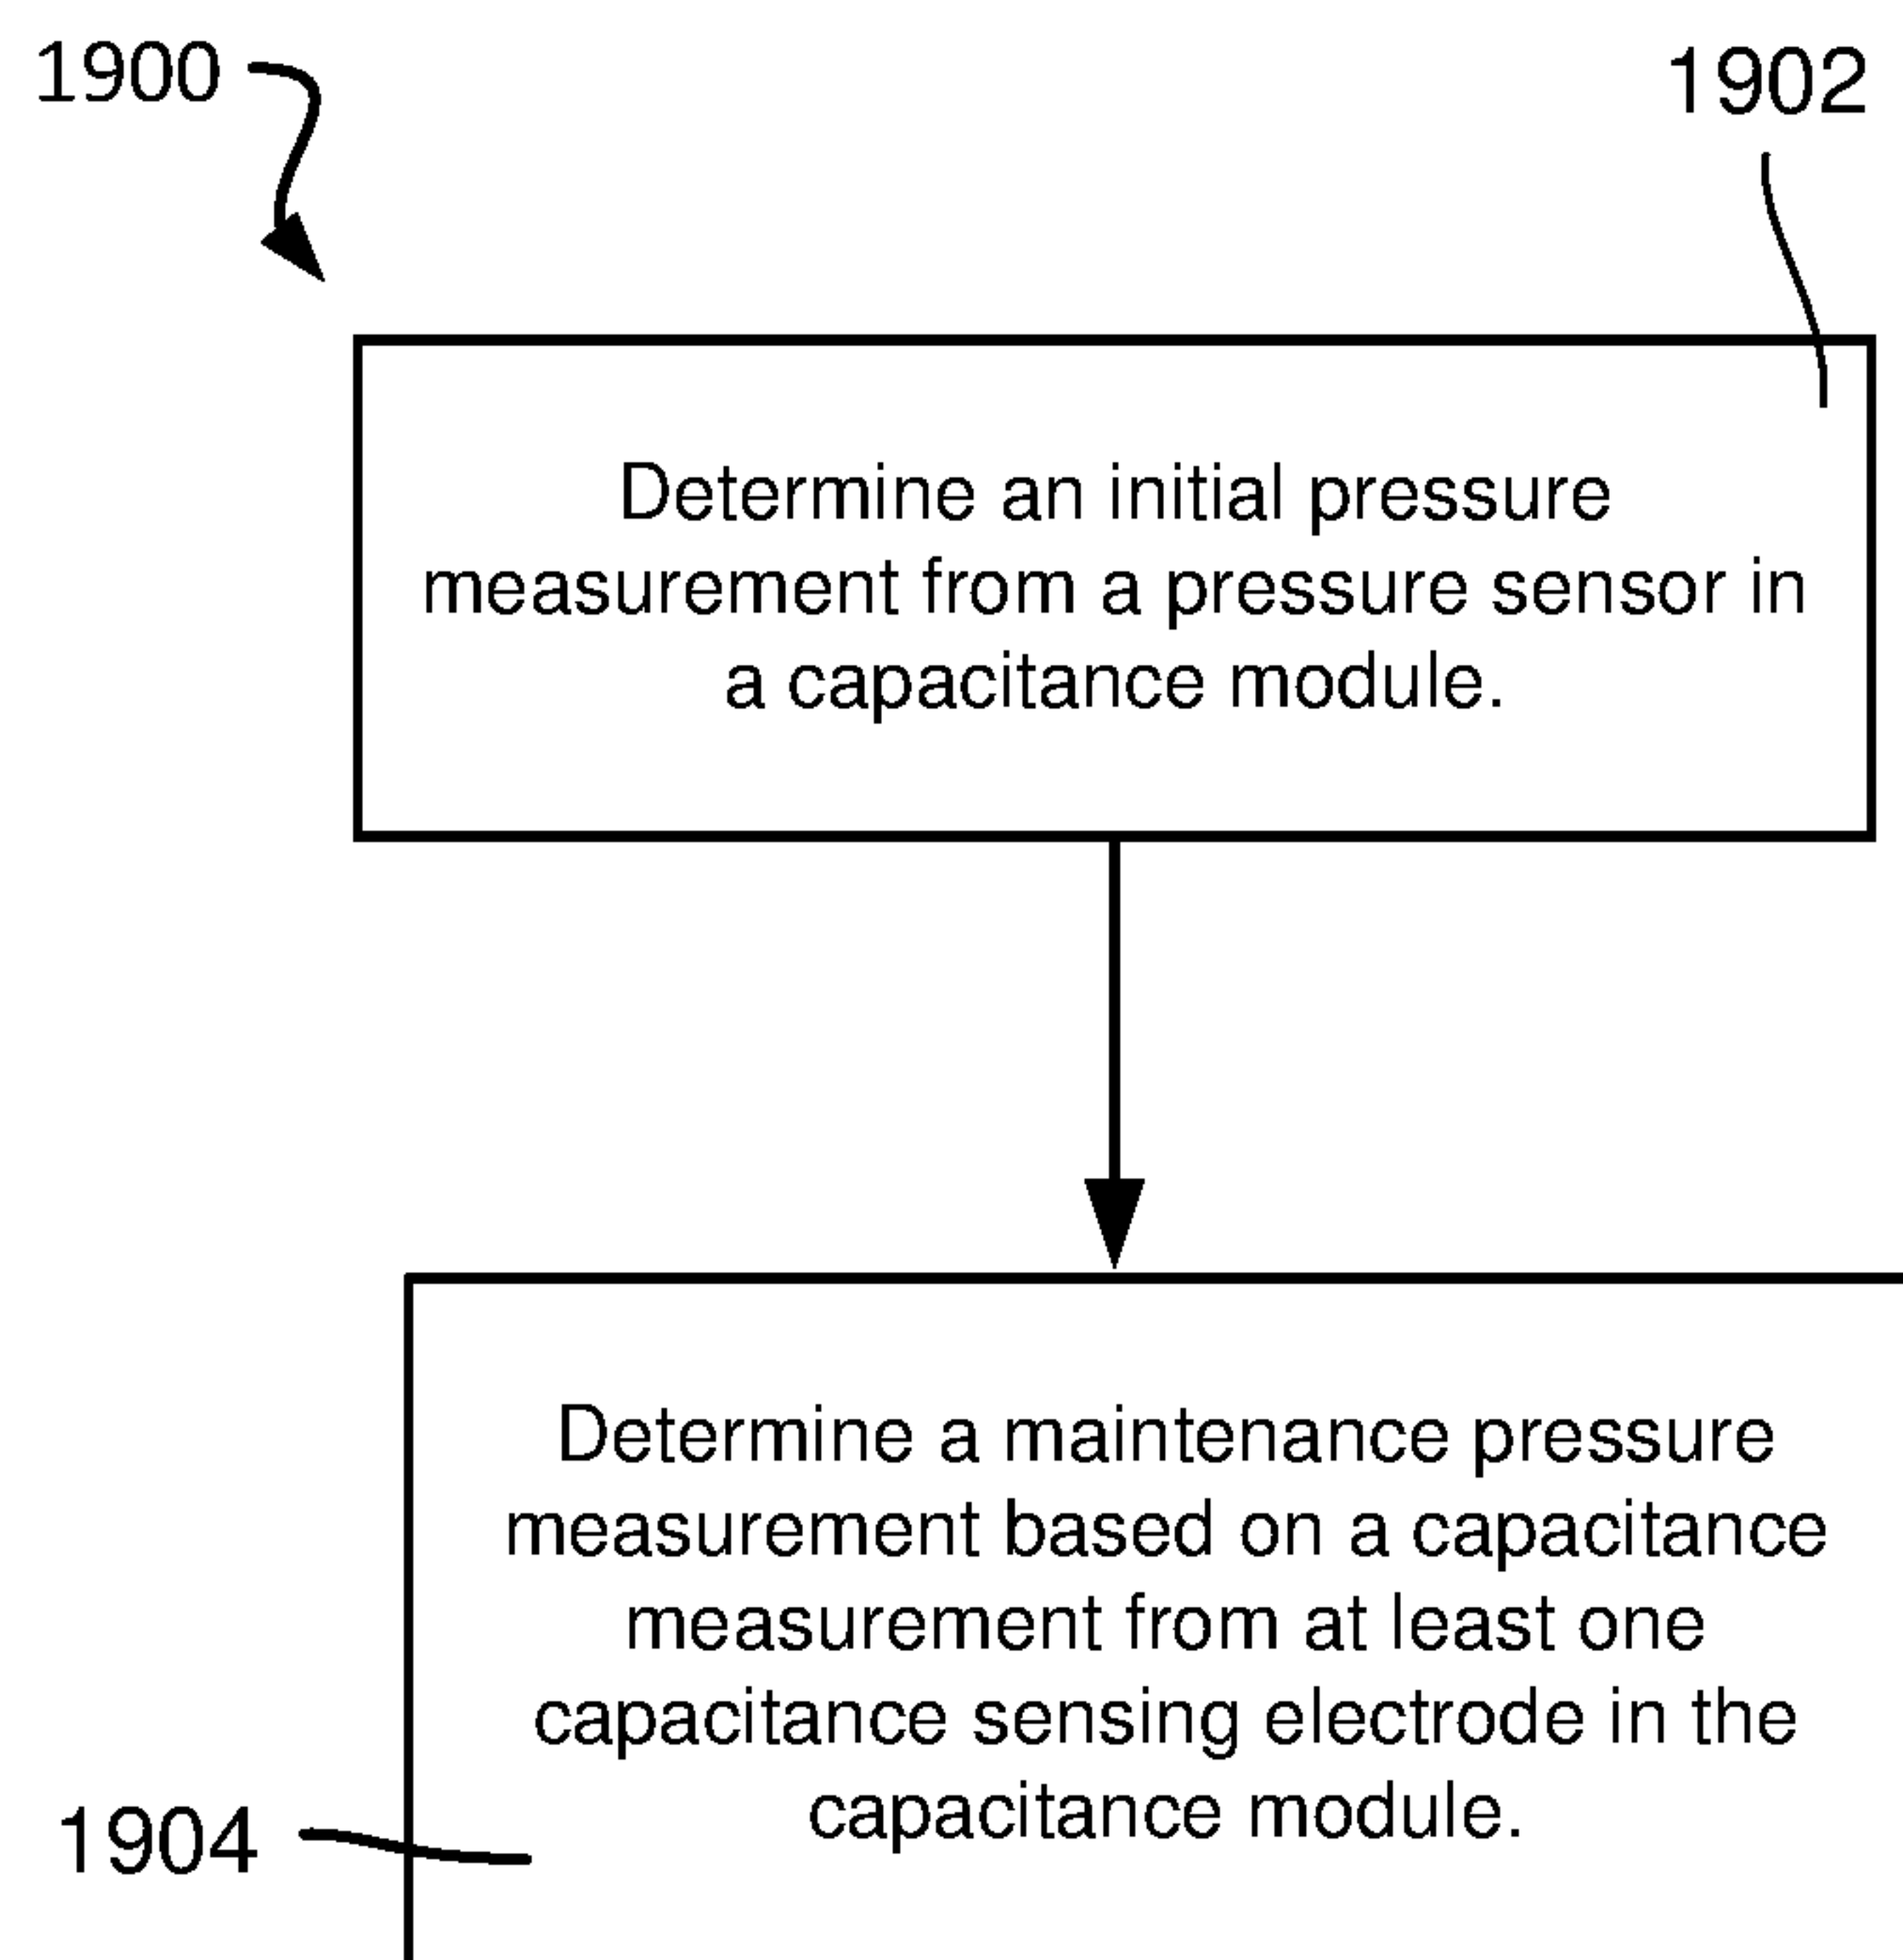 1900
1902
Determine an initial pressure
measurement from a pressure sensor in
a capacitance module.
Determine a maintenance pressure
measurement based on a capacitance
measurement from at least one
capacitance sensing electrode in the
capacitance module.
1904